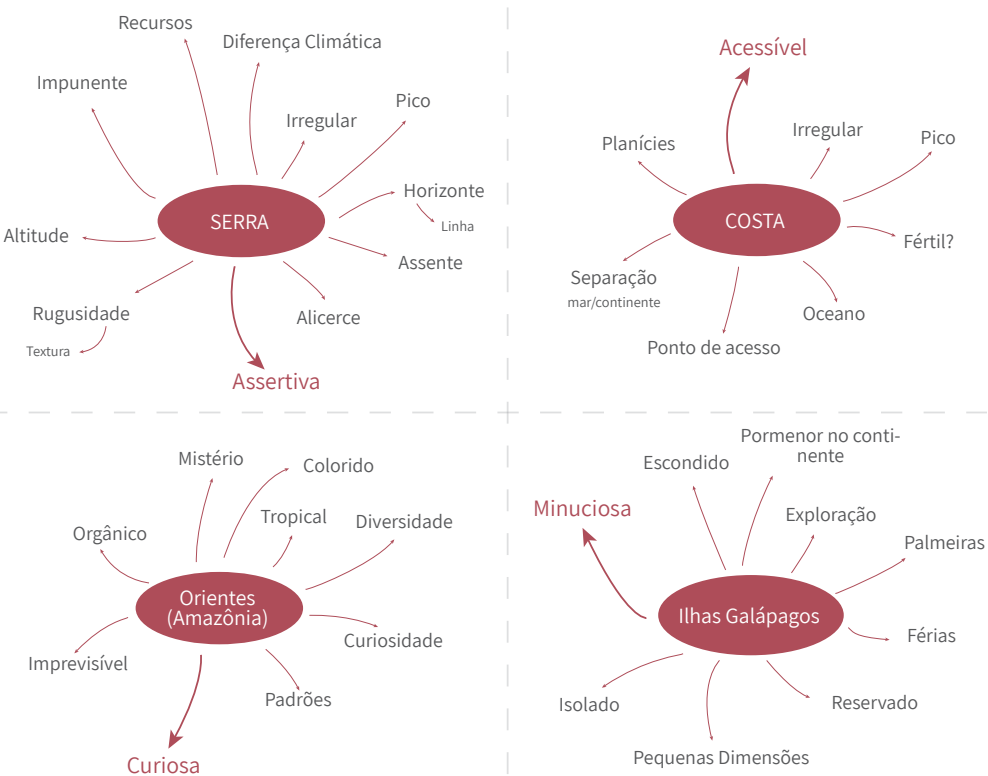 Recursos
Diferença Climática
Impunente
Irregular
Pico
Horizonte
Linha
SERRA
Altitude
Assente
Rugusidade
Textura
Alicerce
Assertiva
Acessível
Planícies
Irregular
Pico
COSTA
Fértil?
Separação
mar/continente
Oceano
Ponto de acesso
Mistério
Colorido
Orgânico
Tropical
Diversidade
Orientes
(Amazônia)
Curiosidade
Imprevisível
Padrões
Curiosa
Pormenor no conti-
nente
Escondido
Minuciosa
Exploração
Palmeiras
Ilhas Galápagos
Férias
Isolado
Reservado
Pequenas Dimensões